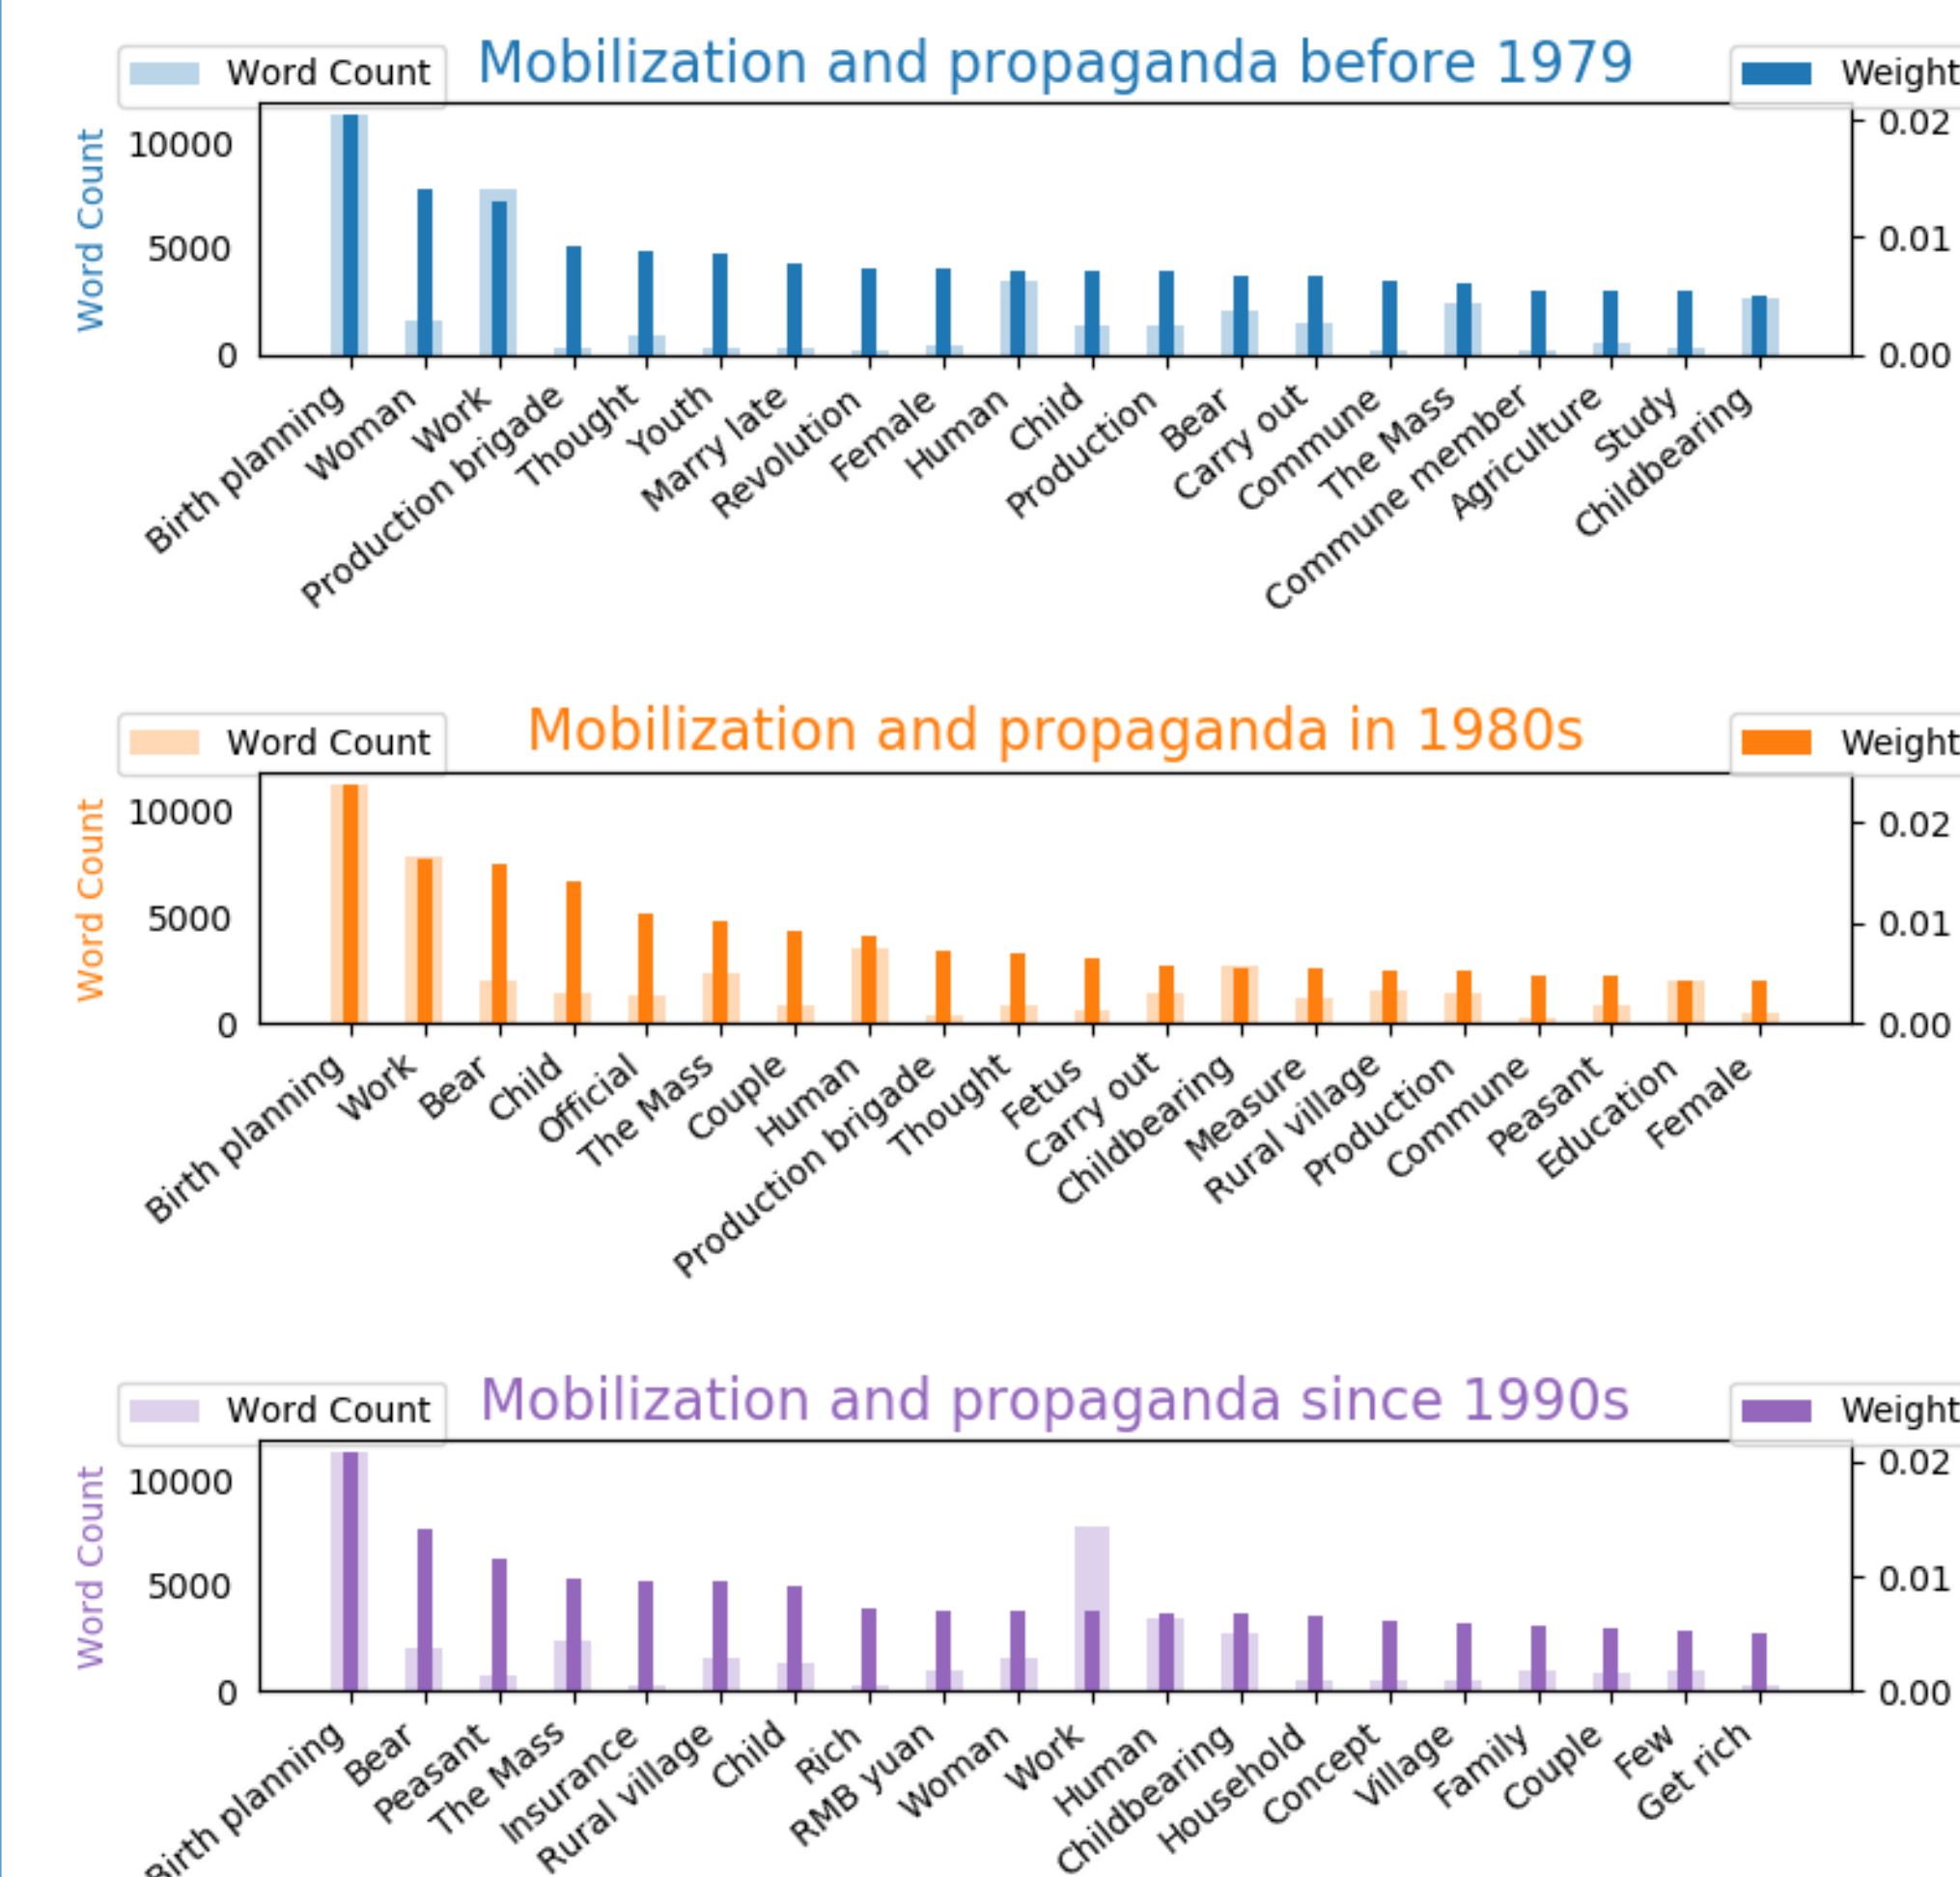 Word Count
Mobilization and propaganda before 1979
Weight
Word Count
10000
5000
0
0.02
0.01
0.00
Birth planning
Woman
Work
Production brigade
Thought
Youth
Marry late
Revolution
Female
Human
Child
Production
Bear
Carry out
Commune
The Mass
Commune member
Agriculture
Study
Childbearing
Word Count
Mobilization and propaganda in 1980s
Weight
Word Count
10000
5000
0
0.02
0.01
0.00
Birth planning
Work
Bear
Child
Official
The Mass
Couple
Human
Production brigade
Thought
Fetus
Carry out
Childbearing
Measure
Rural village
Production
Commune
Peasant
Education
Female
Word Count
Mobilization and propaganda since 1990s
Weight
Word Count
10000
5000
0
0.02
0.01
0.00
Birth planning
Bear
Peasant
The Mass
Insurance
Rural village
Child
Rich
RMB yuan
Woman
Work
Human
Childbearing
Household
Concept
Village
Family
Couple
Few
Get rich